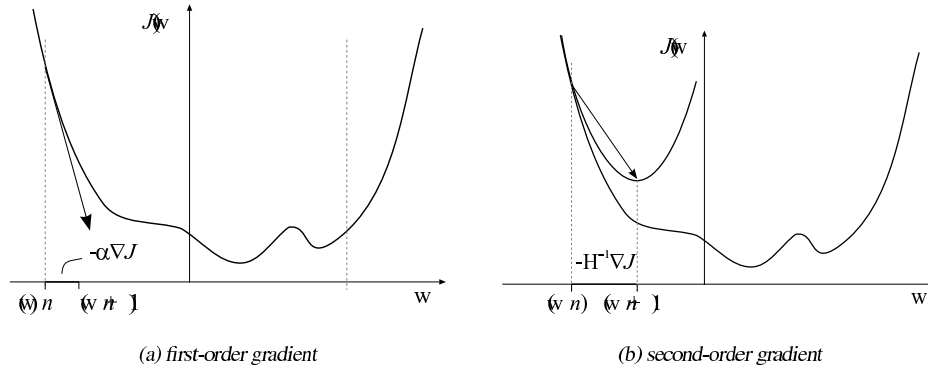 J(w)
J(w)
-α∇J
-H⁻¹∇J
w
w
w(n)
w(n+1)
w(n)
w(n+1)
(a) first-order gradient
(b) second-order gradient